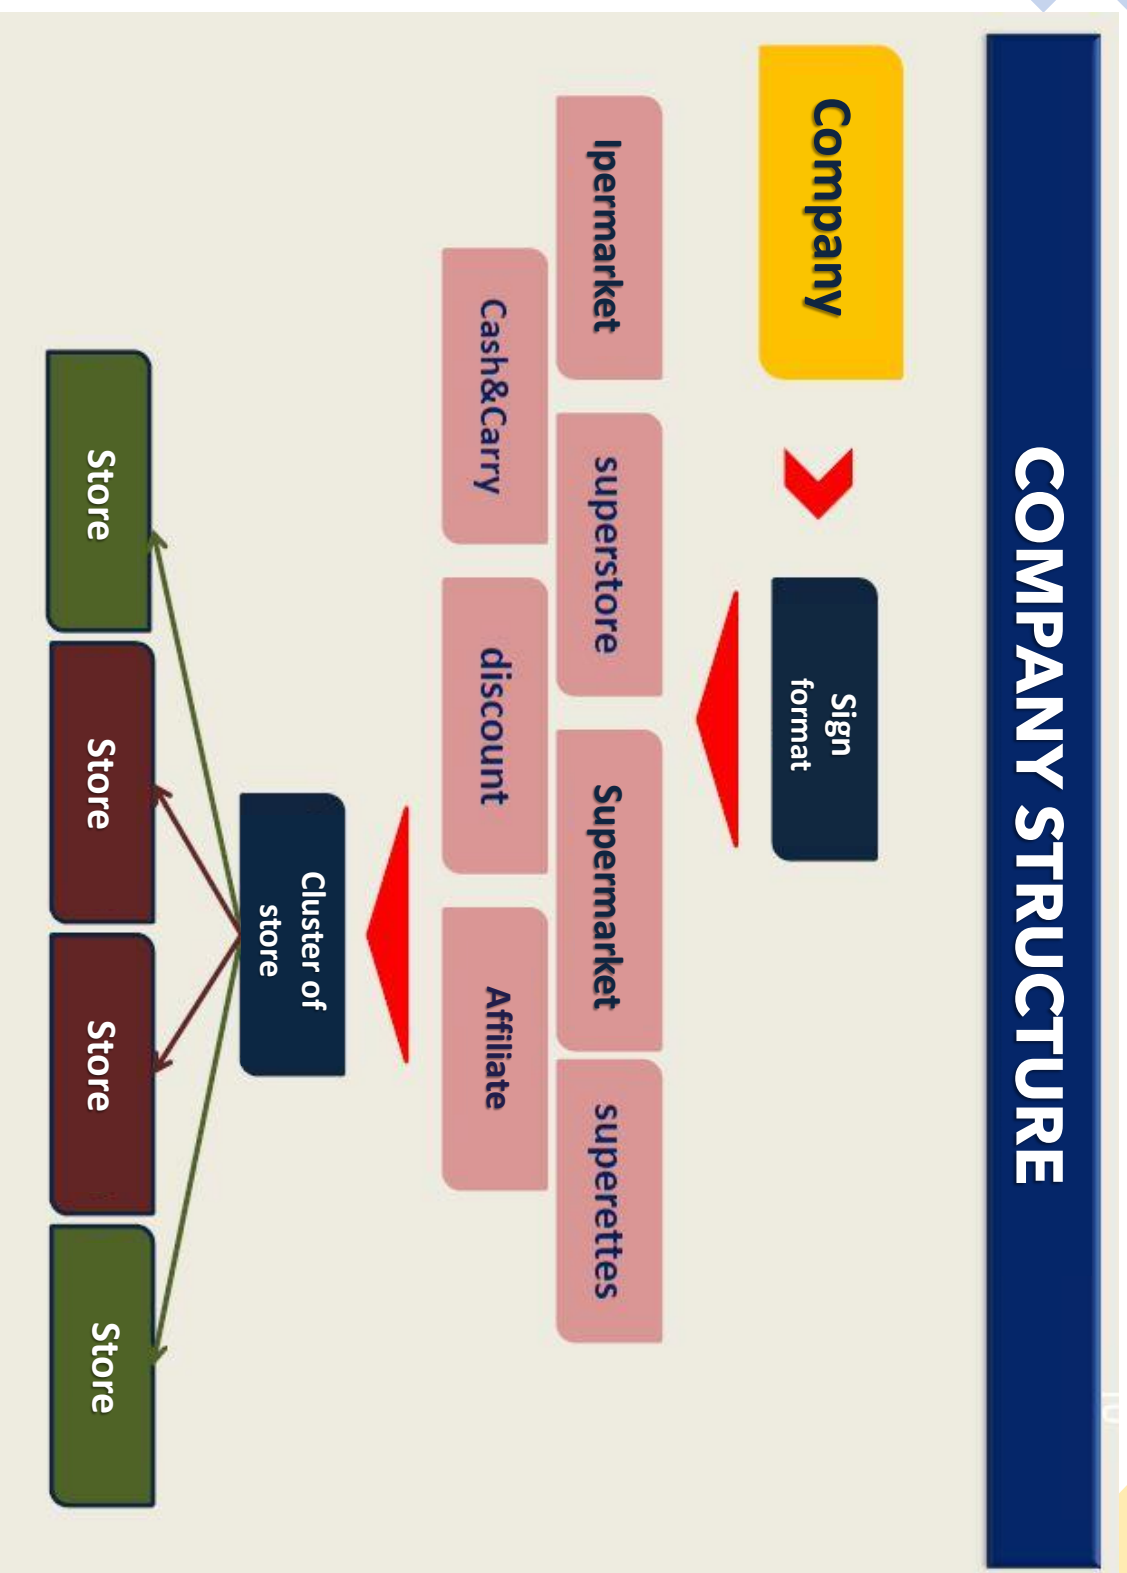 COMPANY STRUCTURE
Company
Sign
format
Ipermarket
superstore
Supermarket
superettes
Cash&Carry
discount
Affiliate
Cluster of
store
Store
Store
Store
Store